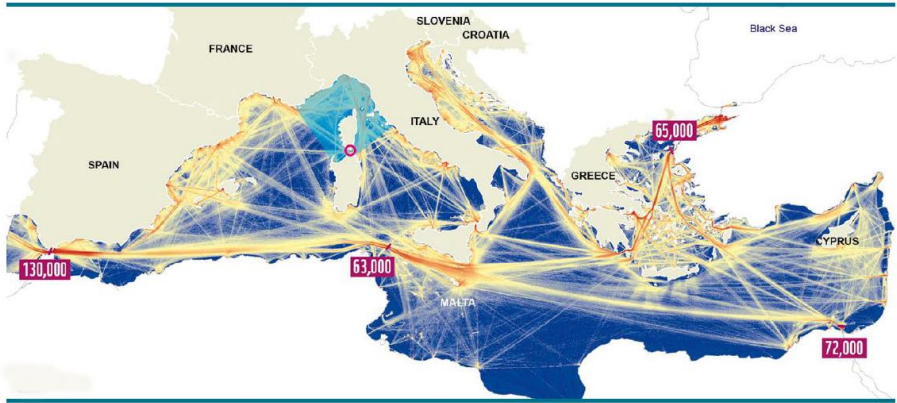 SLOVENIA
CROATIA
Black Sea
FRANCE
ITALY
65,000
SPAIN
GREECE
CYPRUS
130,000
63,000
MALTA
72,000